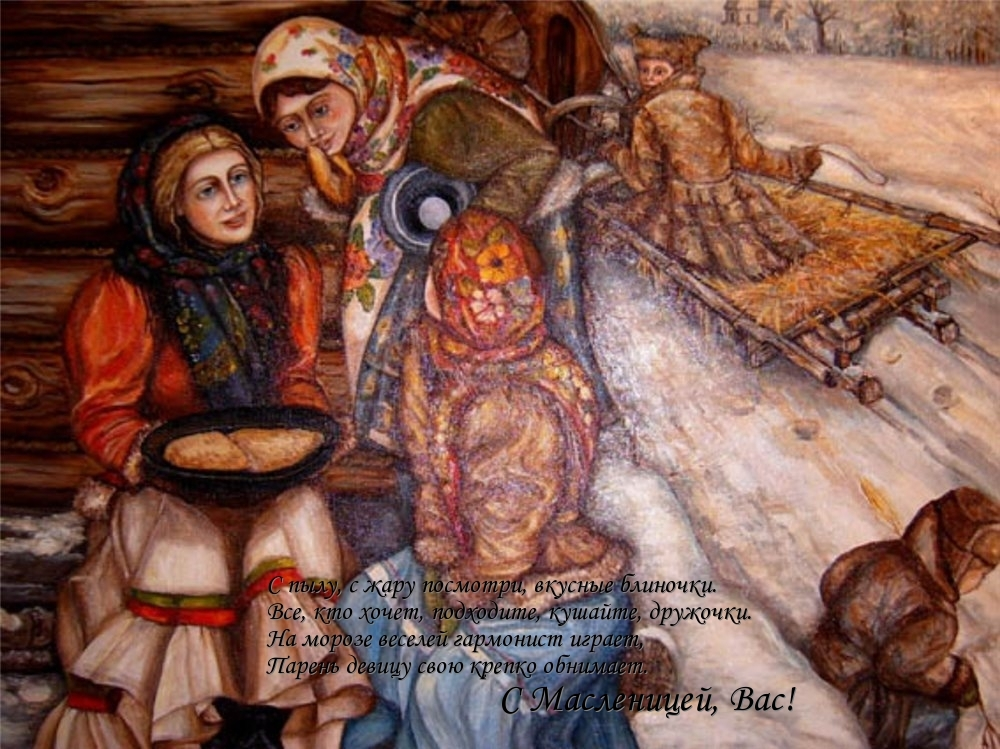 С пылу, с жару посмотри, вкусные блиночки.
Все, кто хочет, подходите, кушайте, дружочки.
На морозе веселей гармонист играет,
Парень девицу свою крепко обнимает.
С Масленицей, Вас!